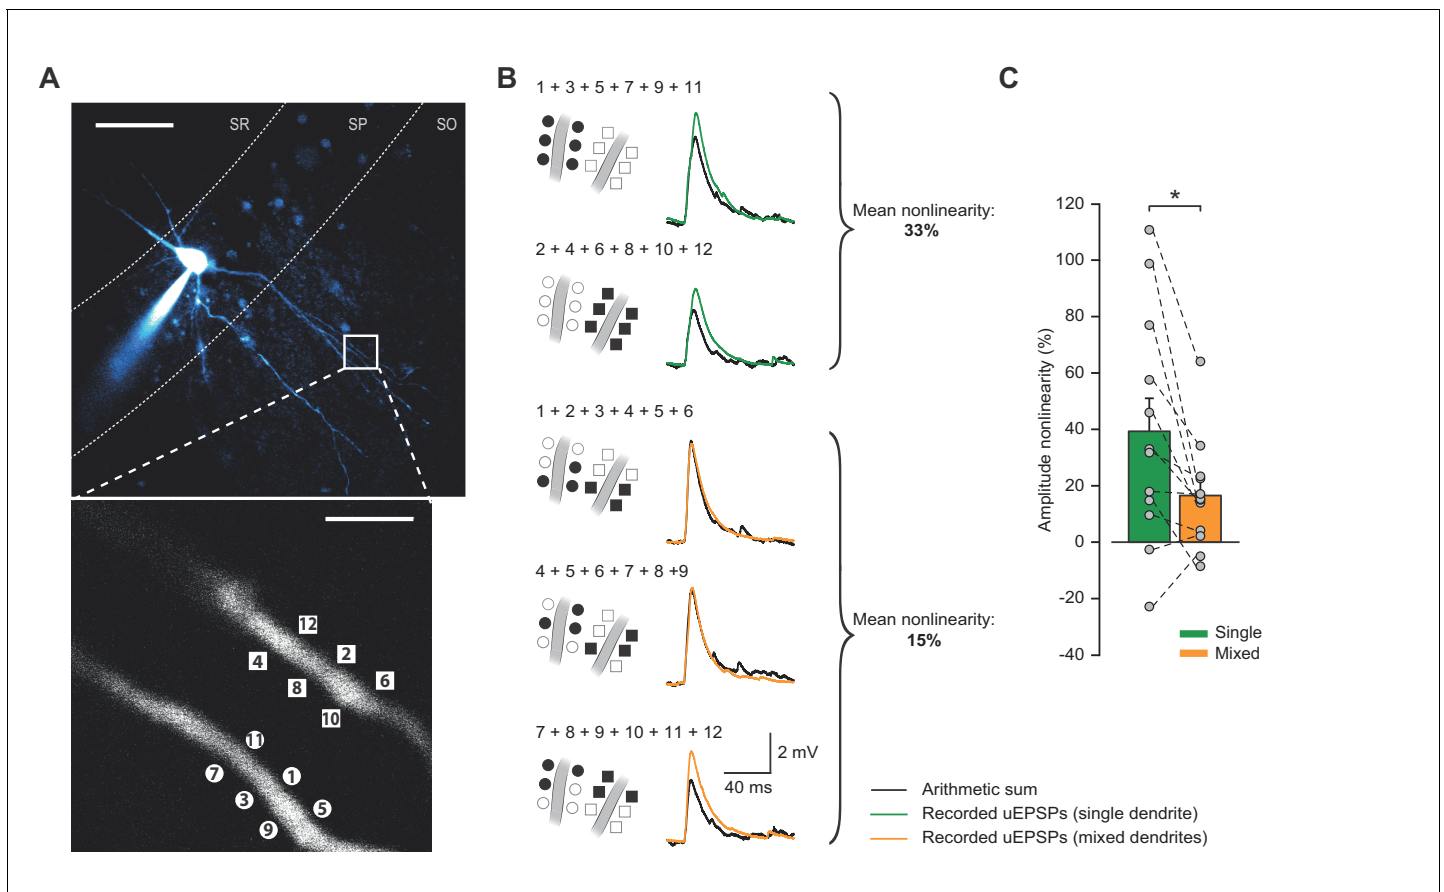 A
SR
SP
SO
12
2
4
6
8
10
11
7
1
3
5
9
B
1 + 3 + 5 + 7 + 9 + 11
2 + 4 + 6 + 8 + 10 + 12
Mean nonlinearity:
33%
1 + 2 + 3 + 4 + 5 + 6
4 + 5 + 6 + 7 + 8 +9
7 + 8 + 9 + 10 + 11 + 12
2 mV
40 ms
Mean nonlinearity:
15%
Arithmetic sum
Recorded uEPSPs (single dendrite)
Recorded uEPSPs (mixed dendrites)
C
*
Amplitude nonlinearity (%)
120
100
80
60
40
20
0
-20
-40
Single
Mixed